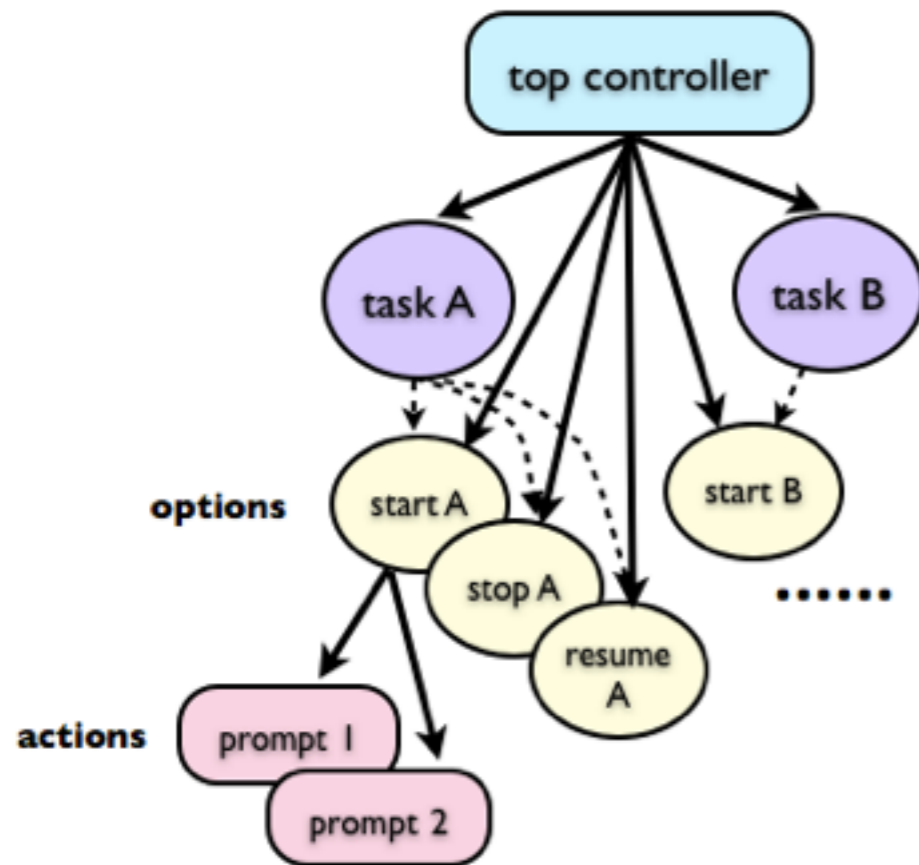 top controller
task A
task B
options
start A
start B
stop A
......
resume
A
actions
prompt 1
prompt 2